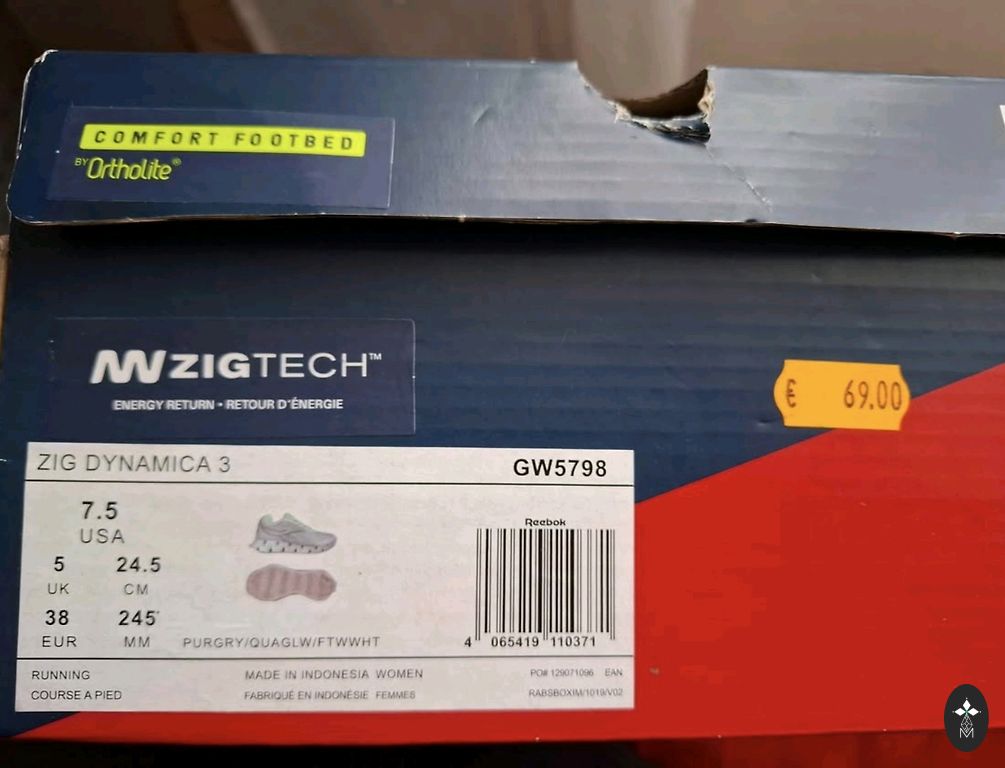 COMFORT FOOTBED
BY Ortholite®
ZIGTECH™
ENERGY RETURN • RETOUR D'ÉNERGIE
€ 69.00
ZIG DYNAMICA 3
GW5798
7.5
USA
5 24.5
UK CM
38 245
EUR MM
PURGRY/QUAGLW/FTWWHT
Reebok
4 065419 110371
RUNNING
COURSE A PIED
MADE IN INDONESIA WOMEN
FABRIQUÉ EN INDONÉSIE FEMMES
PO# 129071096 EAN
RABSBOXIM/1019/V02
M